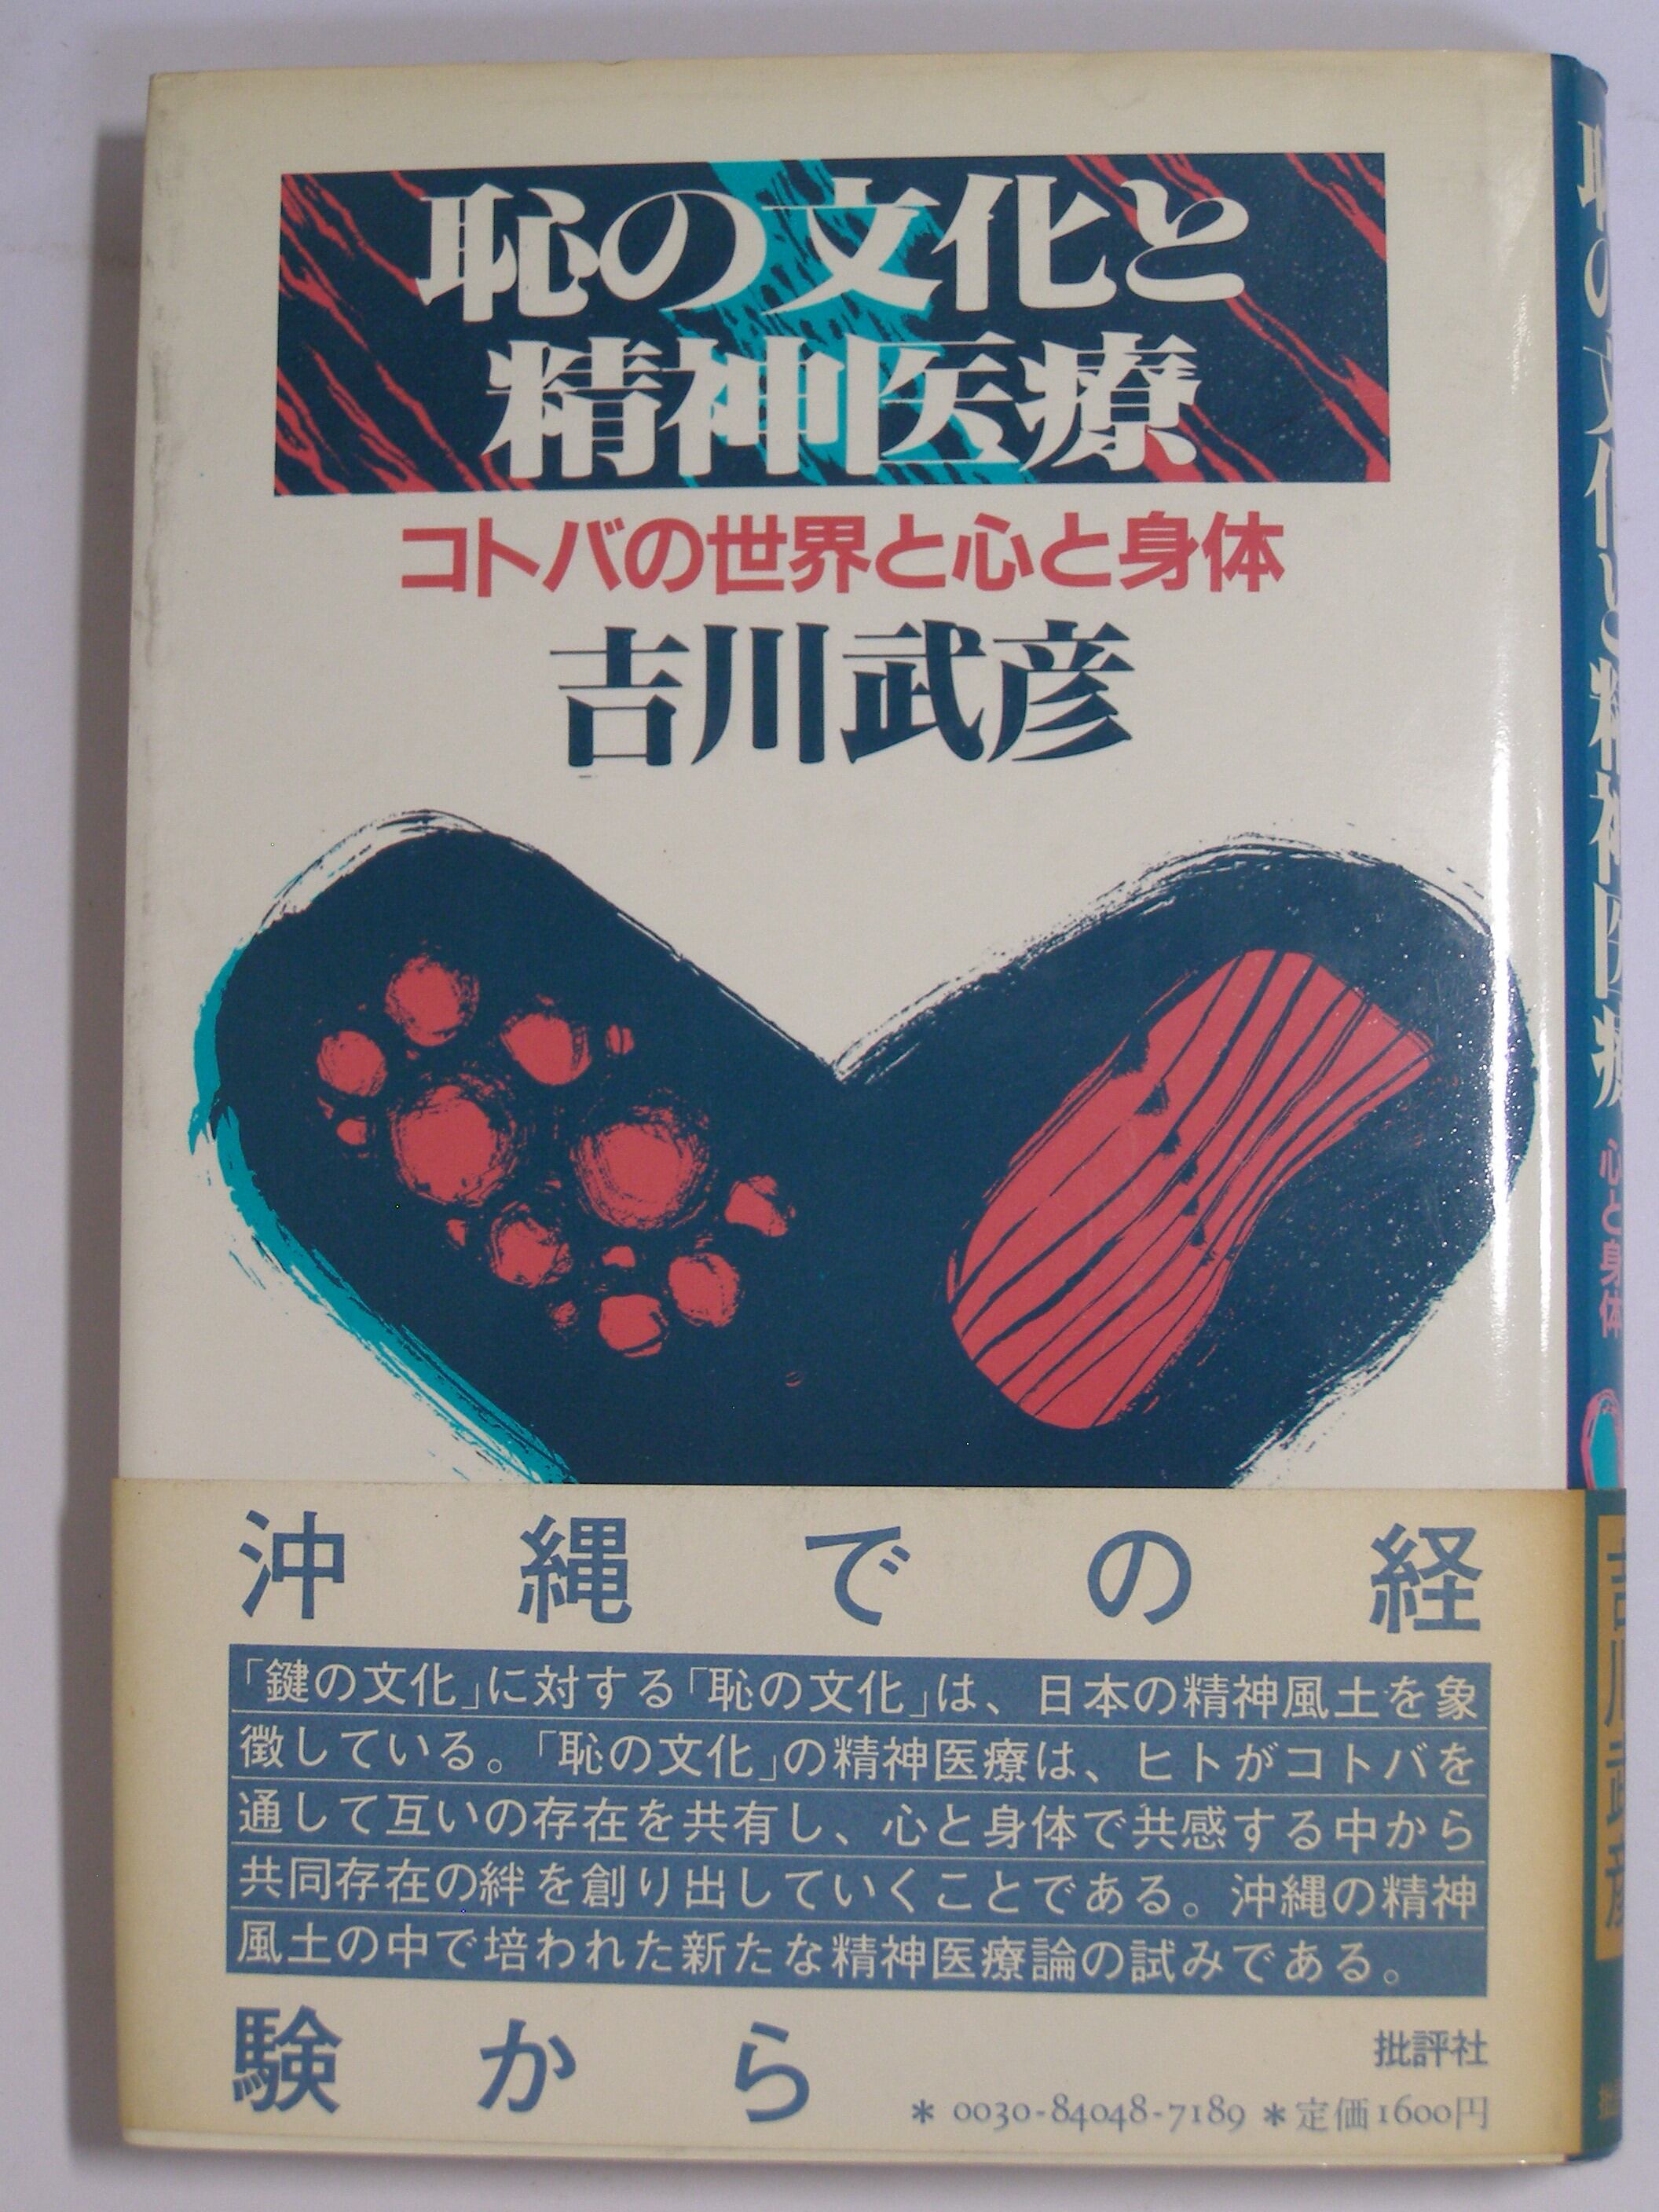 恥の文化と
精神医療
コトバの世界と心と身体
吉川武彦
沖縄での経
「鍵の文化」に対する「恥の文化」は、日本の精神風土を象
徴している。「恥の文化」の精神医療は、ヒトがコトバを
通して互いの存在を共有し、心と身体で共感する中から
共同存在の絆を創り出していくことである。沖縄の精神
風土の中で培われた新たな精神医療論の試みである。
験から
批評社
＊ 0030-84048-7189 ＊定価1600円
恥の文化と精神医療
心と身体
吉川武彦